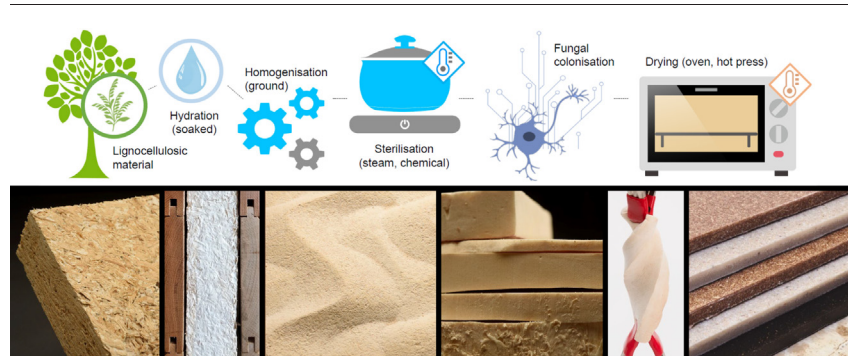 Lignocellulosic
material
Hydration
(soaked)
Homogenisation
(ground)
Sterilisation
(steam, chemical)
Fungal
colonisation
Drying (oven, hot press)